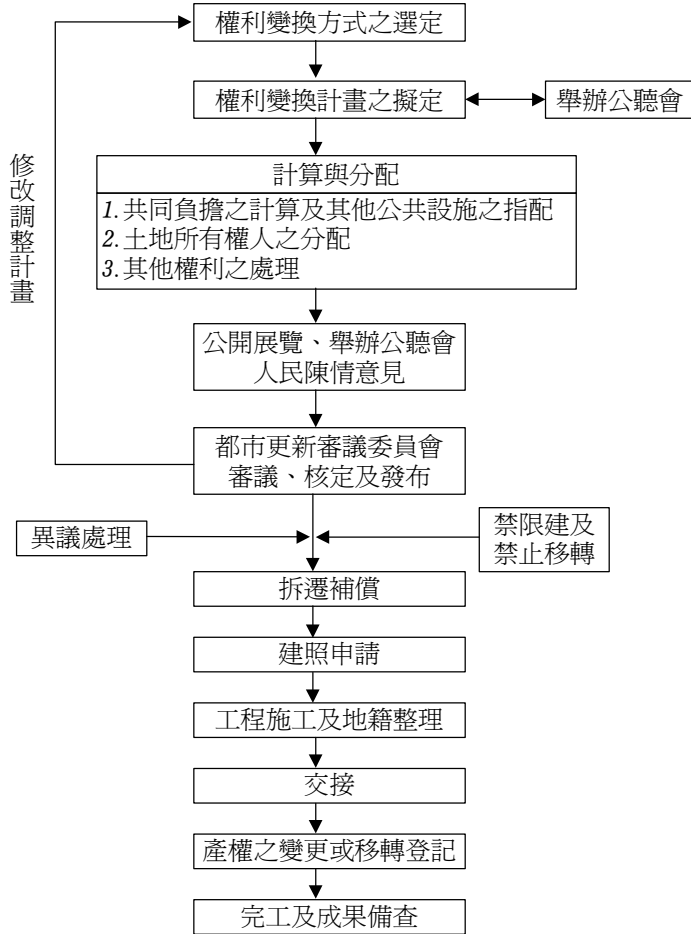 權利變換方式之選定
權利變換計畫之擬定
舉辦公聽會
修改調整計畫
計算與分配
1.共同負擔之計算及其他公共設施之指配
2.土地所有權人之分配
3.其他權利之處理
公開展覽、舉辦公聽會
人民陳情意見
都市更新審議委員會
審議、核定及發布
異議處理
禁限建及
禁止移轉
拆遷補償
建照申請
工程施工及地籍整理
交接
產權之變更或移轉登記
完工及成果備查